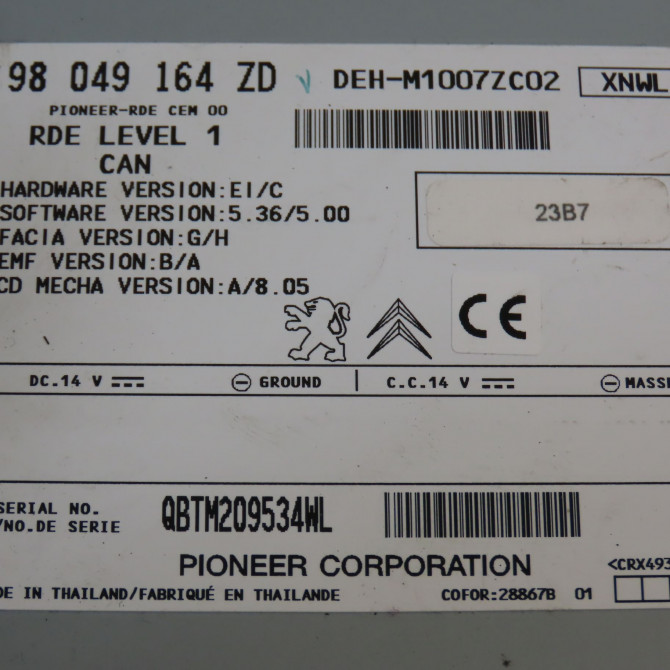 98 049 164 ZD V DEH-M1007ZC02 XNWL
PIONEER-RDE CEM 00
RDE LEVEL 1
CAN
HARDWARE VERSION:EI/C
SOFTWARE VERSION:5.36/5.00
23B7
FACIA VERSION:G/H
EMF VERSION:B/A
CD MECHA VERSION:A/8.05
CE
DC.14 V GROUND C.C.14 V MASSE
SERIAL NO.
/NO.DE SERIE
QBTM209534WL
PIONEER CORPORATION
<CRX493
DE IN THAILAND/FABRIQUÉ EN THAILANDE COFOR:28867B 01